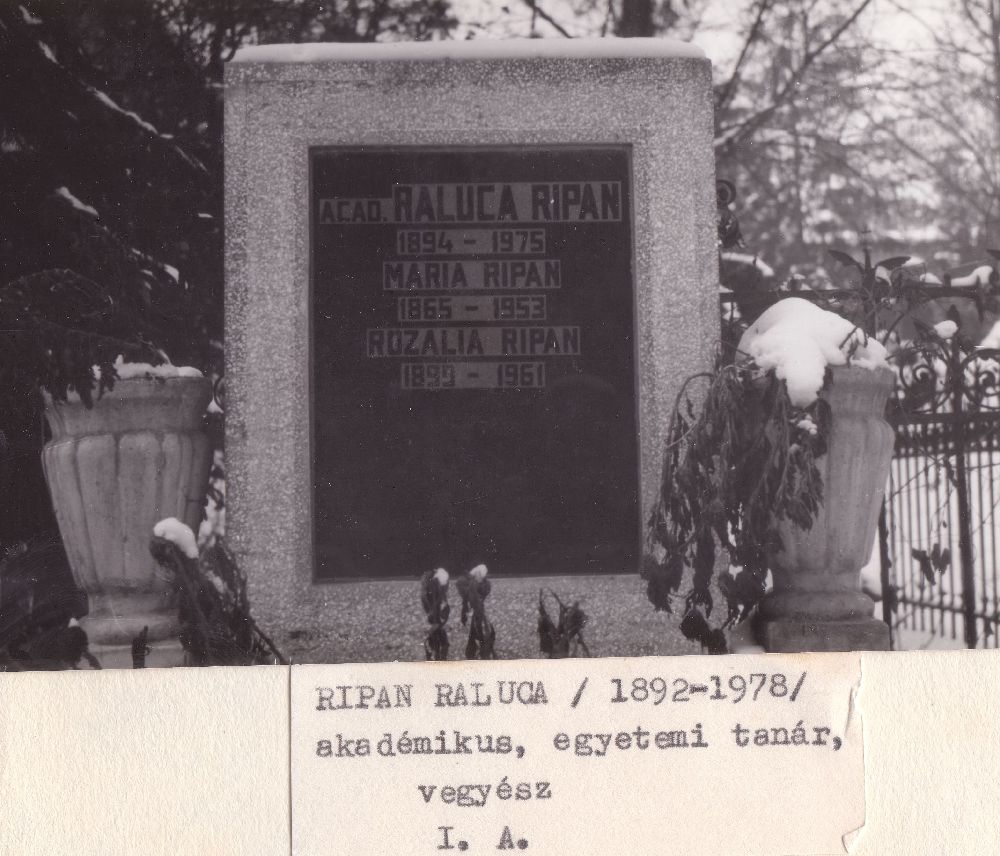 ACAD. RALUCA RIPAN
1894 - 1975
MARIA RIPAN
1865 - 1953
ROZALIA RIPAN
1899 - 1961
RIPAN RALUCA / 1892-1978/
akadémikus, egyetemi tanár,
vegyész
I. A.